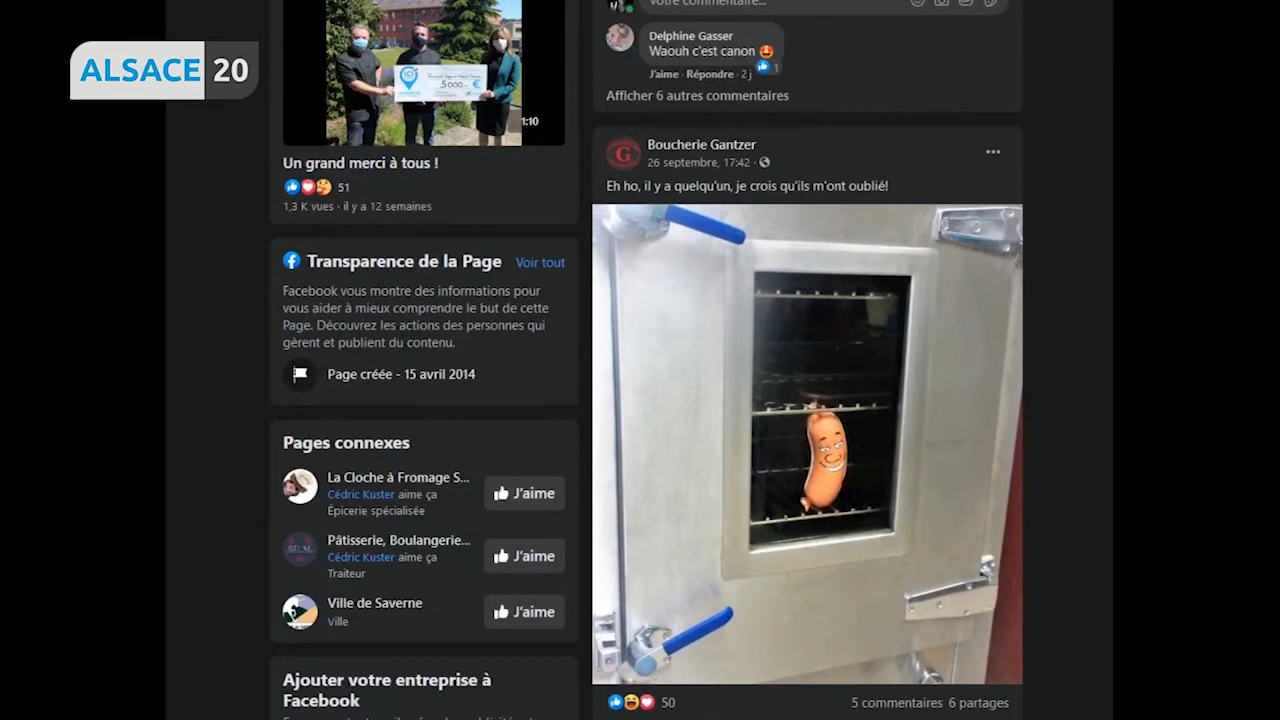 ALSACE 20
5 000
€
1:10
Un grand merci à tous !
51
1,3 K vues · il y a 12 semaines
Transparence de la Page
Voir tout
Facebook vous montre des informations pour
vous aider à mieux comprendre le but de cette
Page. Découvrez les actions des personnes qui
gèrent et publient du contenu.
Page créée - 15 avril 2014
Pages connexes
La Cloche à Fromage S...
Cédric Kuster aime ça
Épicerie spécialisée
J'aime
Pâtisserie, Boulangerie...
Cédric Kuster aime ça
Traiteur
J'aime
Ville de Saverne
Ville
J'aime
Ajouter votre entreprise à
Facebook
Votre commentaire...
Delphine Gasser
Waouh c'est canon 🤩
J'aime · Répondre · 2 j
1
Afficher 6 autres commentaires
G
Boucherie Gantzer
26 septembre, 17:42 ·
Eh ho, il y a quelqu'un, je crois qu'ils m'ont oublié!
50
5 commentaires 6 partages